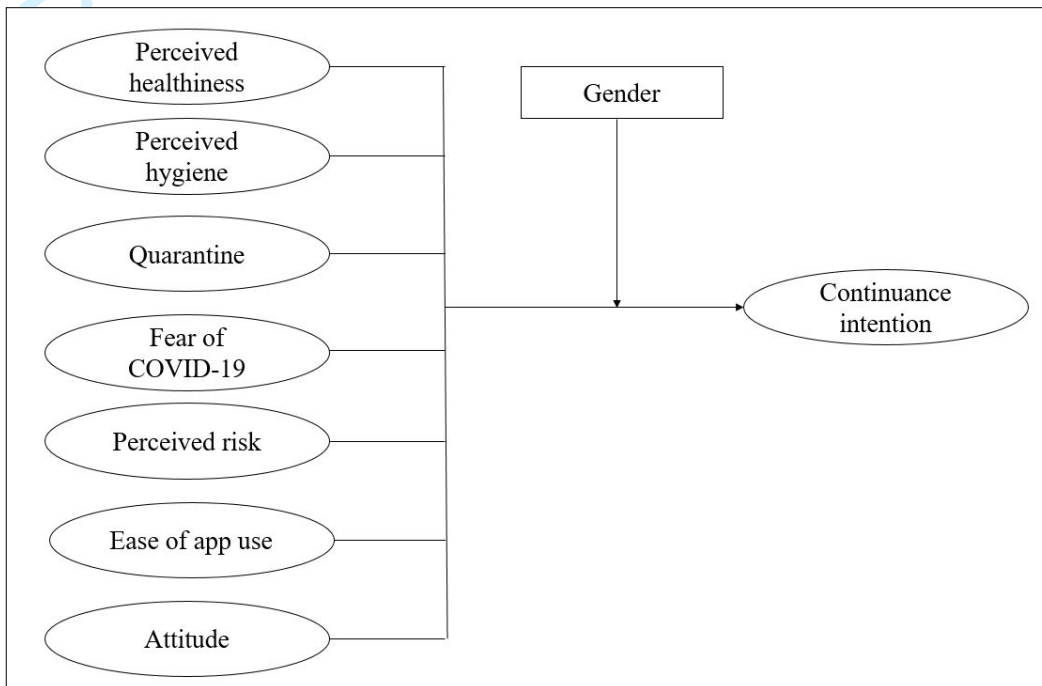 Perceived
healthiness
Gender
Perceived
hygiene
Quarantine
Continuance
intention
Fear of
COVID-19
Perceived risk
Ease of app use
Attitude